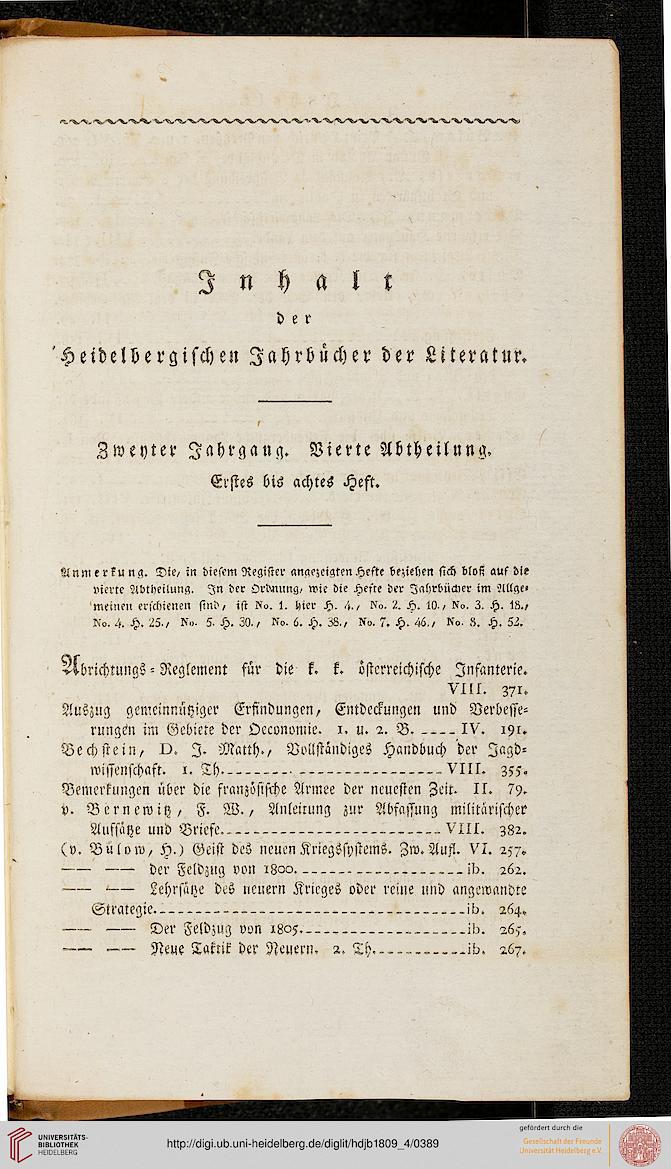 Inhalt
der
Heidelbergischen Jahrbücher der Literatur.
Zweyter Jahrgang. Vierte Abtheilung.
Erstes bis achtes Heft.
Anmerkung. Die, in diesem Register angezeigten Hefte beziehen sich bloß auf die
vierte Abtheilung. In der Ordnung, wie die Hefte der Jahrbücher im Allge-
meinen erschienen sind, ist No. 1. hier H. 4., No. 2. H. 10., No. 3. H. 18.,
No. 4. H. 25., No. 5. H. 30., No. 6. H. 38., No. 7. H. 46., No. 8. H. 52.
Abrichtungs-Reglement für die k. k. österreichische Infanterie.
VIII. 371.
Auszug gemeinnütziger Erfindungen, Entdeckungen und Verbesse-
rungen im Gebiete der Oeconomie. 1. u. 2. B. ---- IV. 191.
Bechstein, D. J. Matth., Vollständiges Handbuch der Jagd-
wissenschaft. 1. Th. ---- VIII. 355.
Bemerkungen über die französische Armee der neuesten Zeit. II. 79.
v. Bernewitz, F. W., Anleitung zur Abfassung militärischer
Aufsätze und Briefe. ---- VIII. 382.
(v. Bülow, H.) Geist des neuen Kriegssystems. Zw. Aufl. VI. 257.
—— —— der Feldzug von 1800. ---- ib. 262.
—— —— Lehrsätze des neuern Krieges oder reine und angewandte
Strategie. ---- ib. 264.
—— —— Der Feldzug von 1805. ---- ib. 265.
—— —— Neue Taktik der Neuern. 2. Th. ---- ib. 267.
UNIVERSITÄTS-
BIBLIOTHEK
HEIDELBERG
http://digi.ub.uni-heidelberg.de/diglit/hdjb1809_4/0389
gefördert durch die
Gesellschaft der Freunde
Universität Heidelberg e.V.